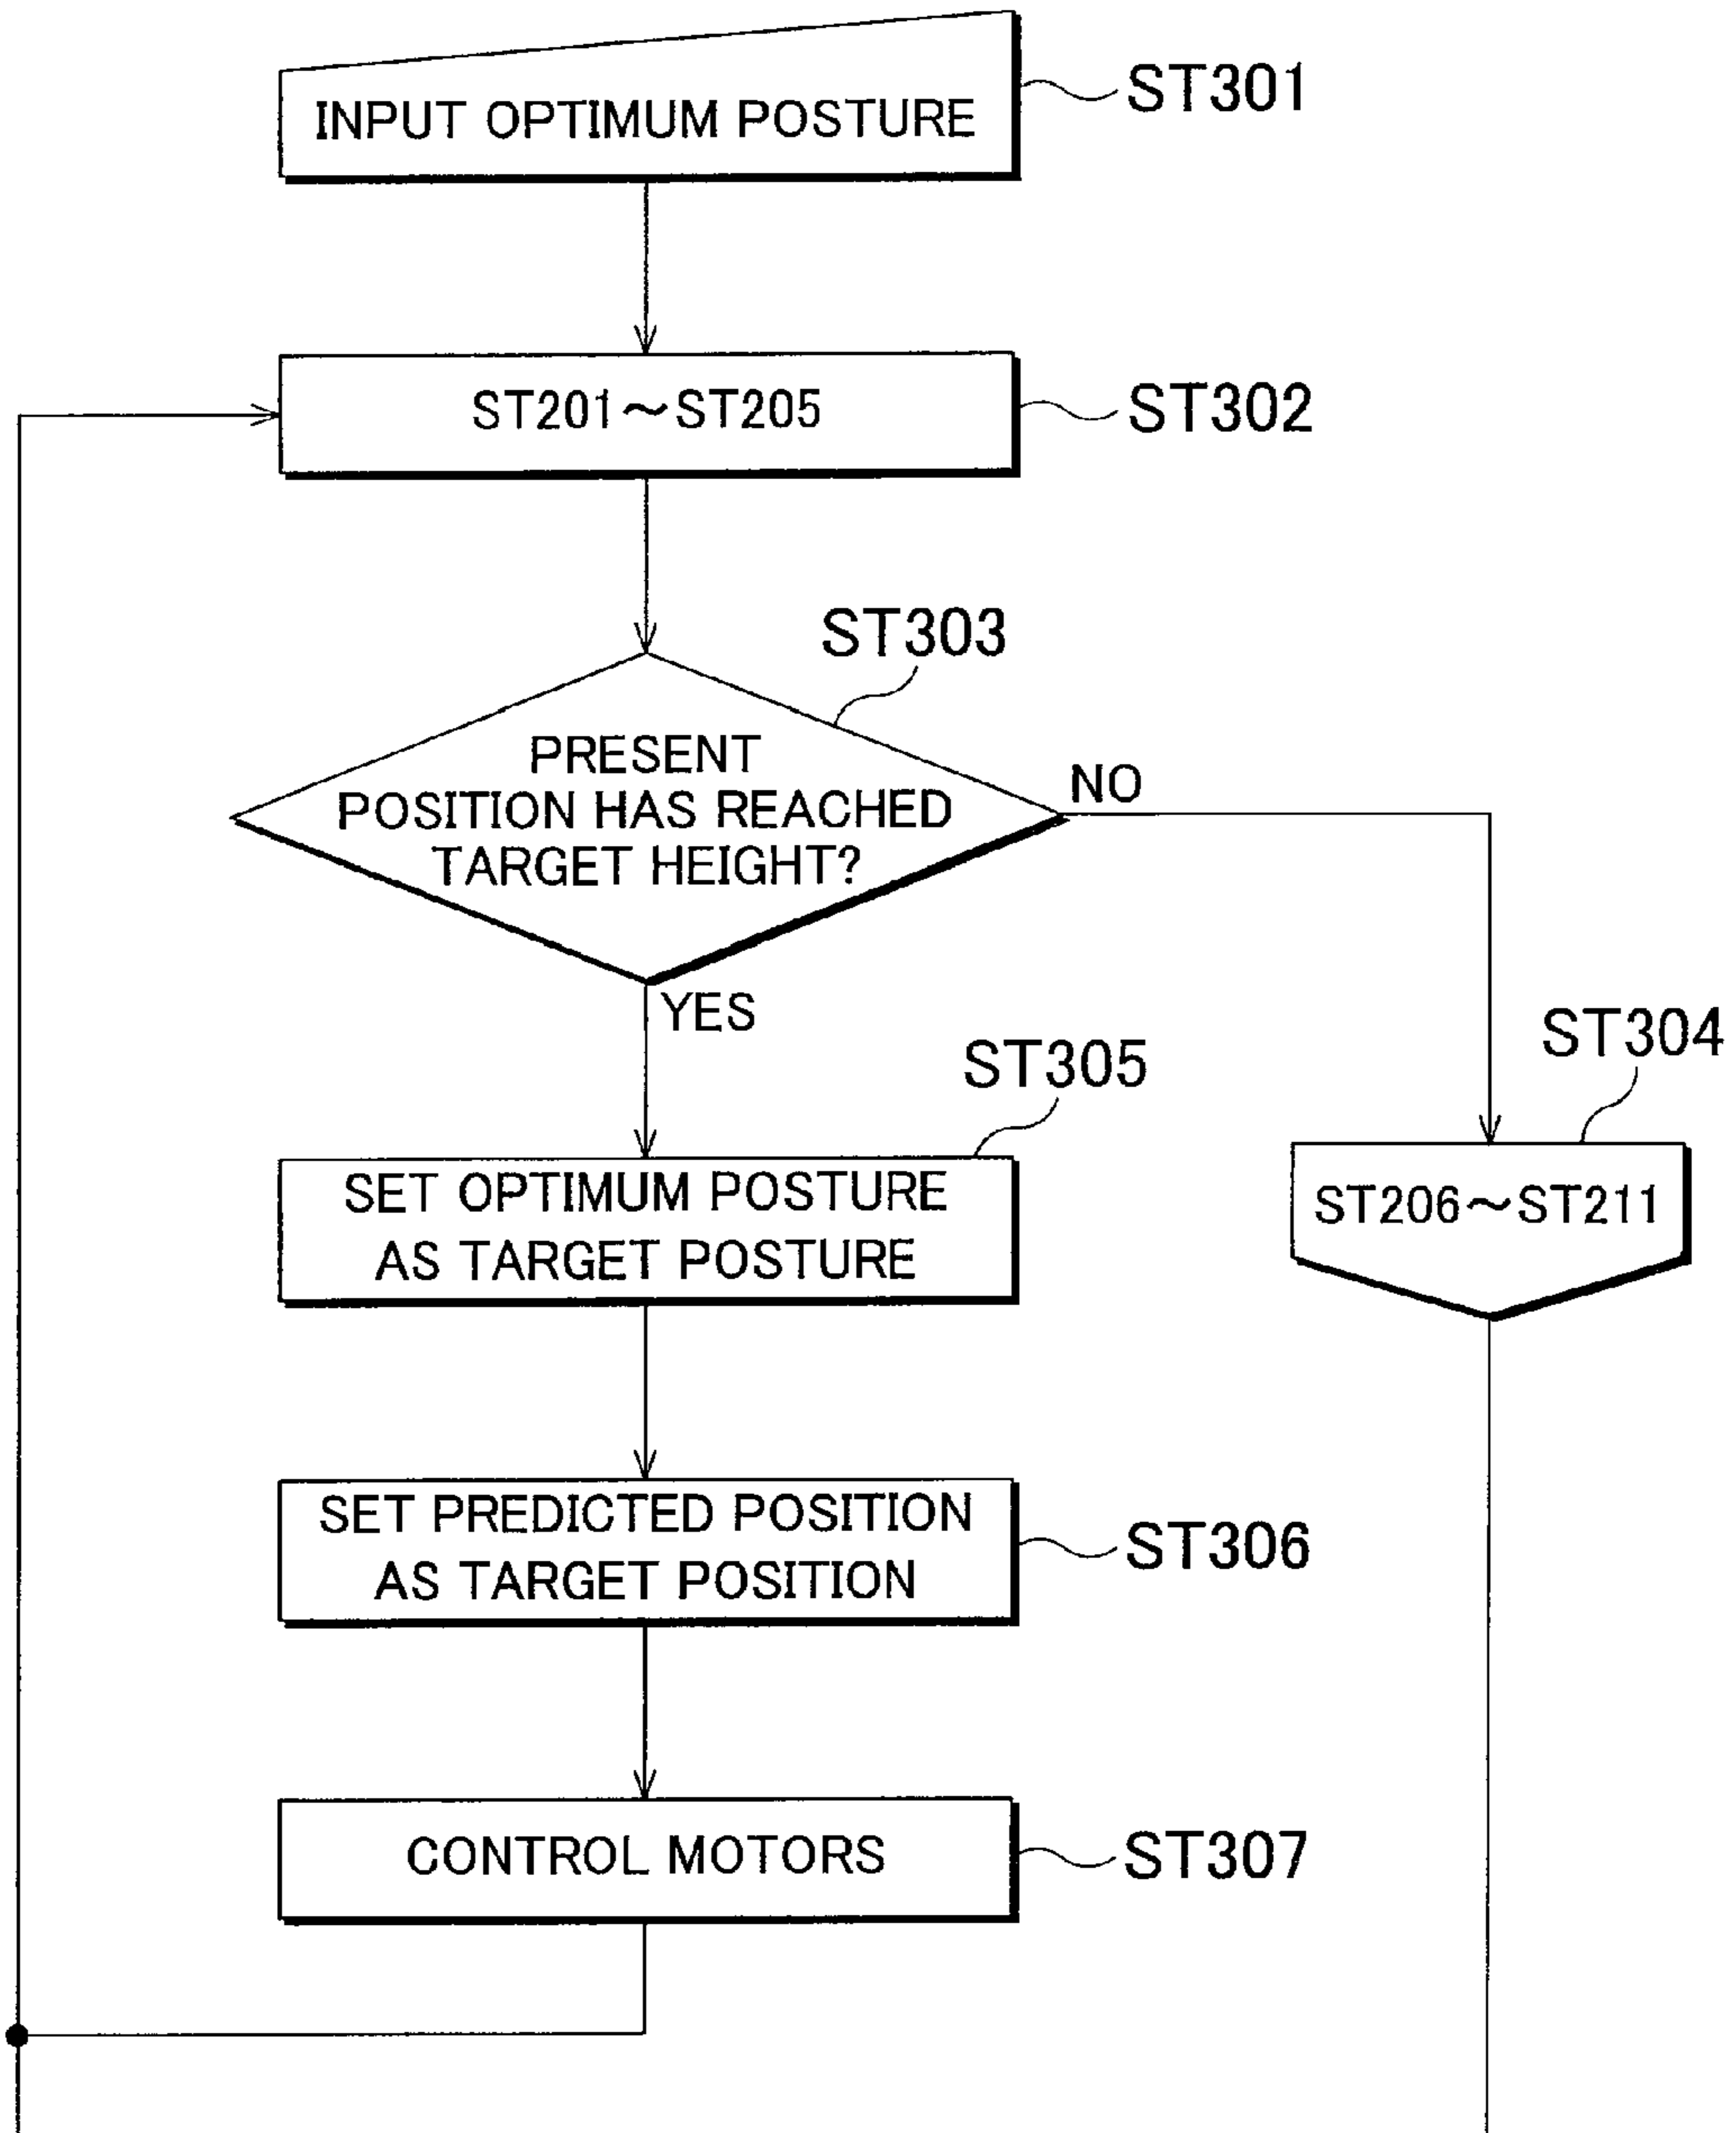 INPUT OPTIMUM POSTURE
ST301
ST201~ST205
ST302
ST303
PRESENT
POSITION HAS REACHED
TARGET HEIGHT?
NO
YES
ST304
ST305
SET OPTIMUM POSTURE
AS TARGET POSTURE
ST206~ST211
SET PREDICTED POSITION
AS TARGET POSITION
ST306
CONTROL MOTORS
ST307